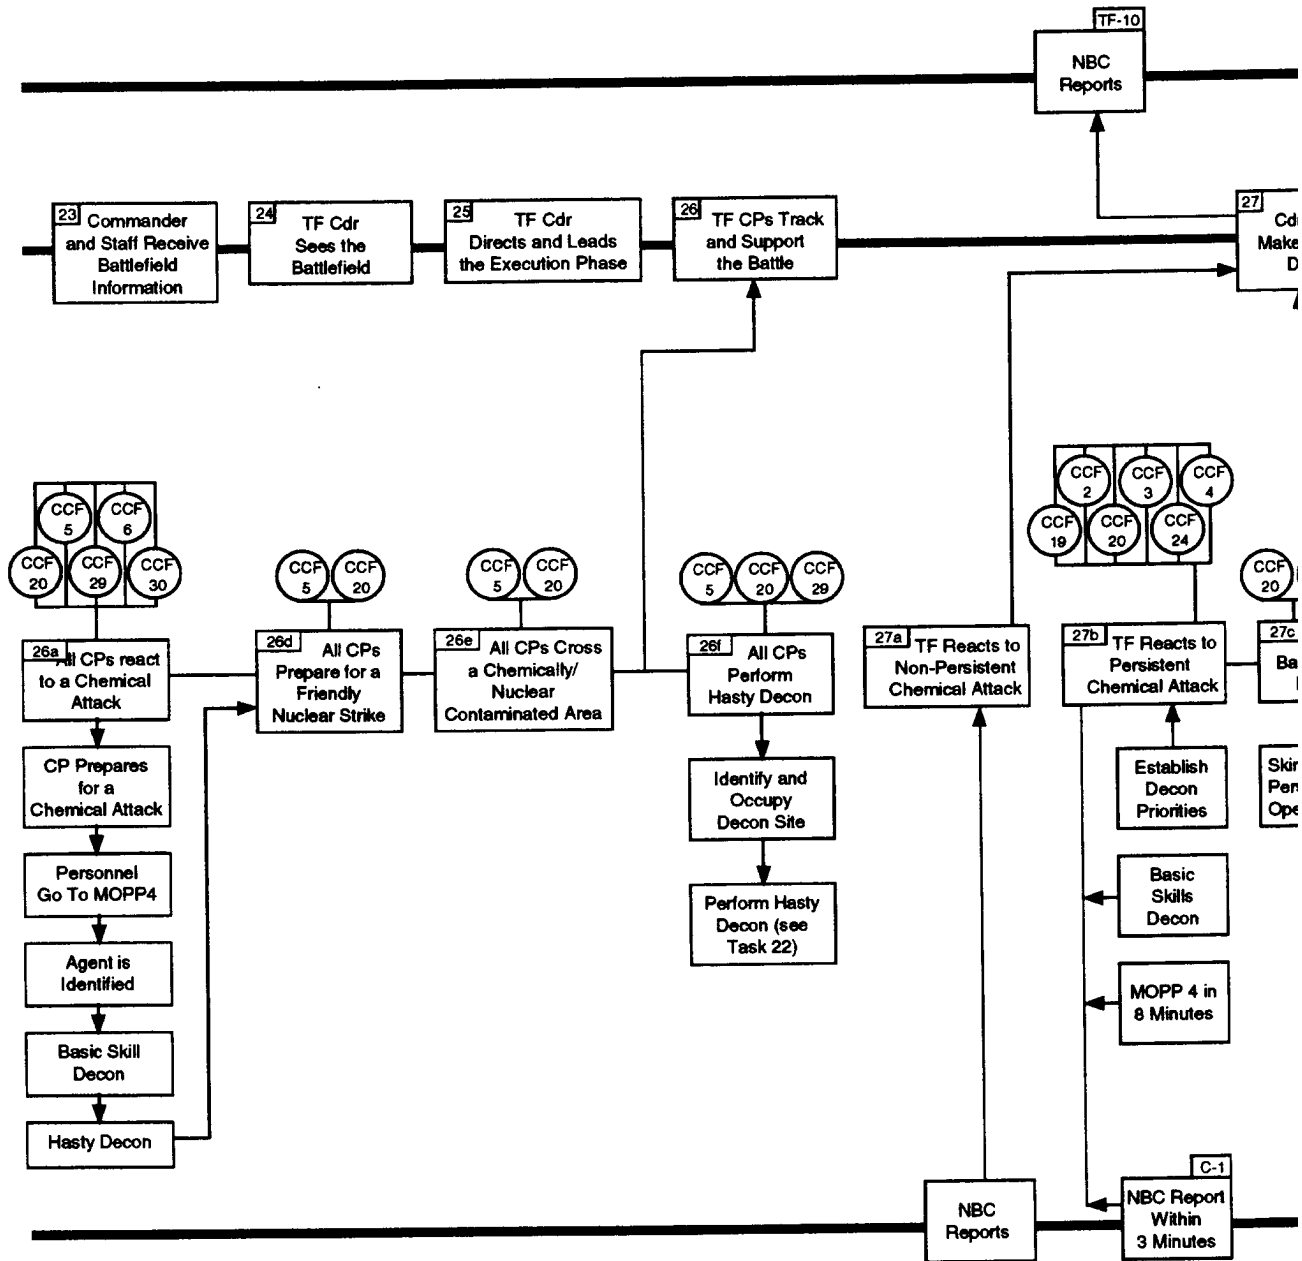 TF-10
NBC
Reports
23
Commander
and Staff Receive
Battlefield
Information
24
TF Cdr
Sees the
Battlefield
25
TF Cdr
Directs and Leads
the Execution Phase
26
TF CPs Track
and Support
the Battle
27
Cdr
Make
D
CCF
5
CCF
6
CCF
20
CCF
29
CCF
30
CCF
5
CCF
20
CCF
5
CCF
20
CCF
5
CCF
20
CCF
29
CCF
2
CCF
3
CCF
4
CCF
19
CCF
20
CCF
24
CCF
20
26a
All CPs react
to a Chemical
Attack
26d
All CPs
Prepare for a
Friendly
Nuclear Strike
26e
All CPs Cross
a Chemically/
Nuclear
Contaminated Area
26f
All CPs
Perform
Hasty Decon
27a
TF Reacts to
Non-Persistent
Chemical Attack
27b
TF Reacts to
Persistent
Chemical Attack
27c
Ba
CP Prepares
for a
Chemical Attack
Personnel
Go To MOPP4
Agent is
Identified
Basic Skill
Decon
Hasty Decon
Identify and
Occupy
Decon Site
Perform Hasty
Decon (see
Task 22)
Establish
Decon
Priorities
Skin
Pers
Ope
Basic
Skills
Decon
MOPP 4 in
8 Minutes
NBC
Reports
C-1
NBC Report
Within
3 Minutes